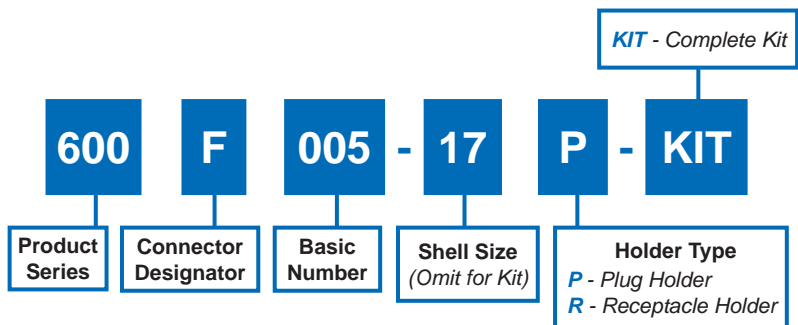 KIT - Complete Kit
600 F 005 - 17 P - KIT
Product
Series
Connector
Designator
Basic
Number
Shell Size
(Omit for Kit)
Holder Type
P - Plug Holder
R - Receptacle Holder